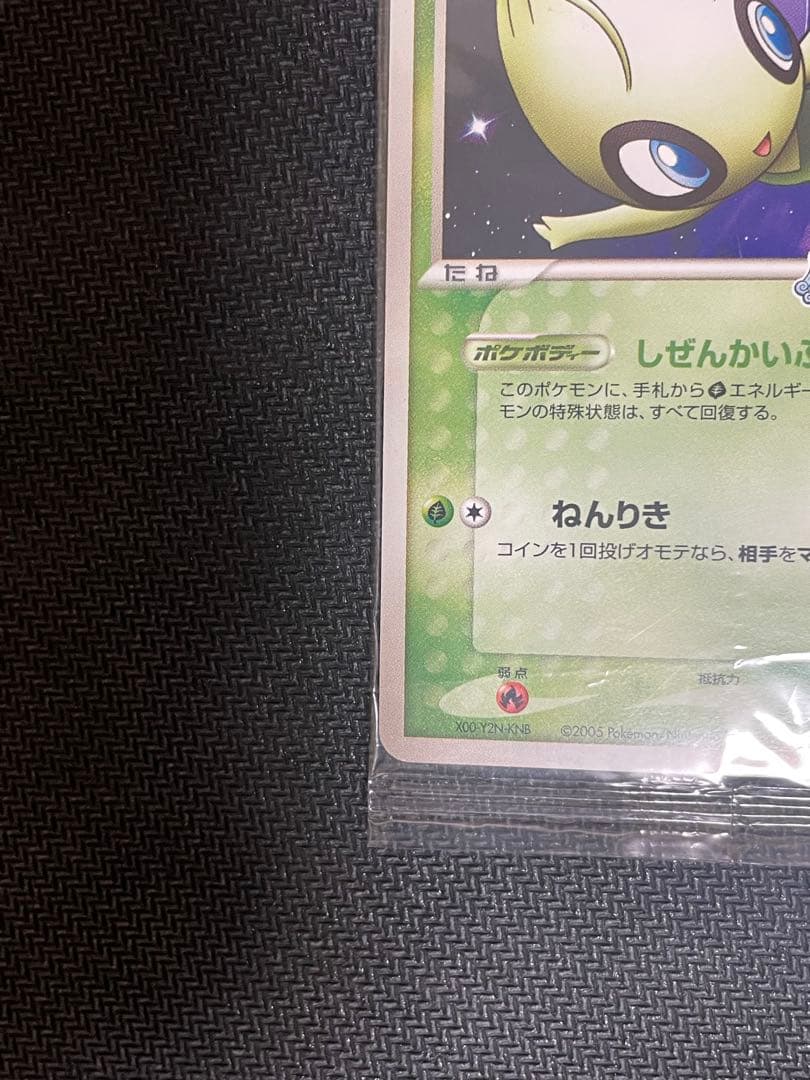 たね
ポケボディー
しぜんかいふ
このポケモンに、手札からエネルギー
モンの特殊状態は、すべて回復する。
ねんりき
コインを1回投げオモテなら、相手をマ
弱点
抵抗力
X00-Y2N-KNB
©2005 Pokémon/Nin